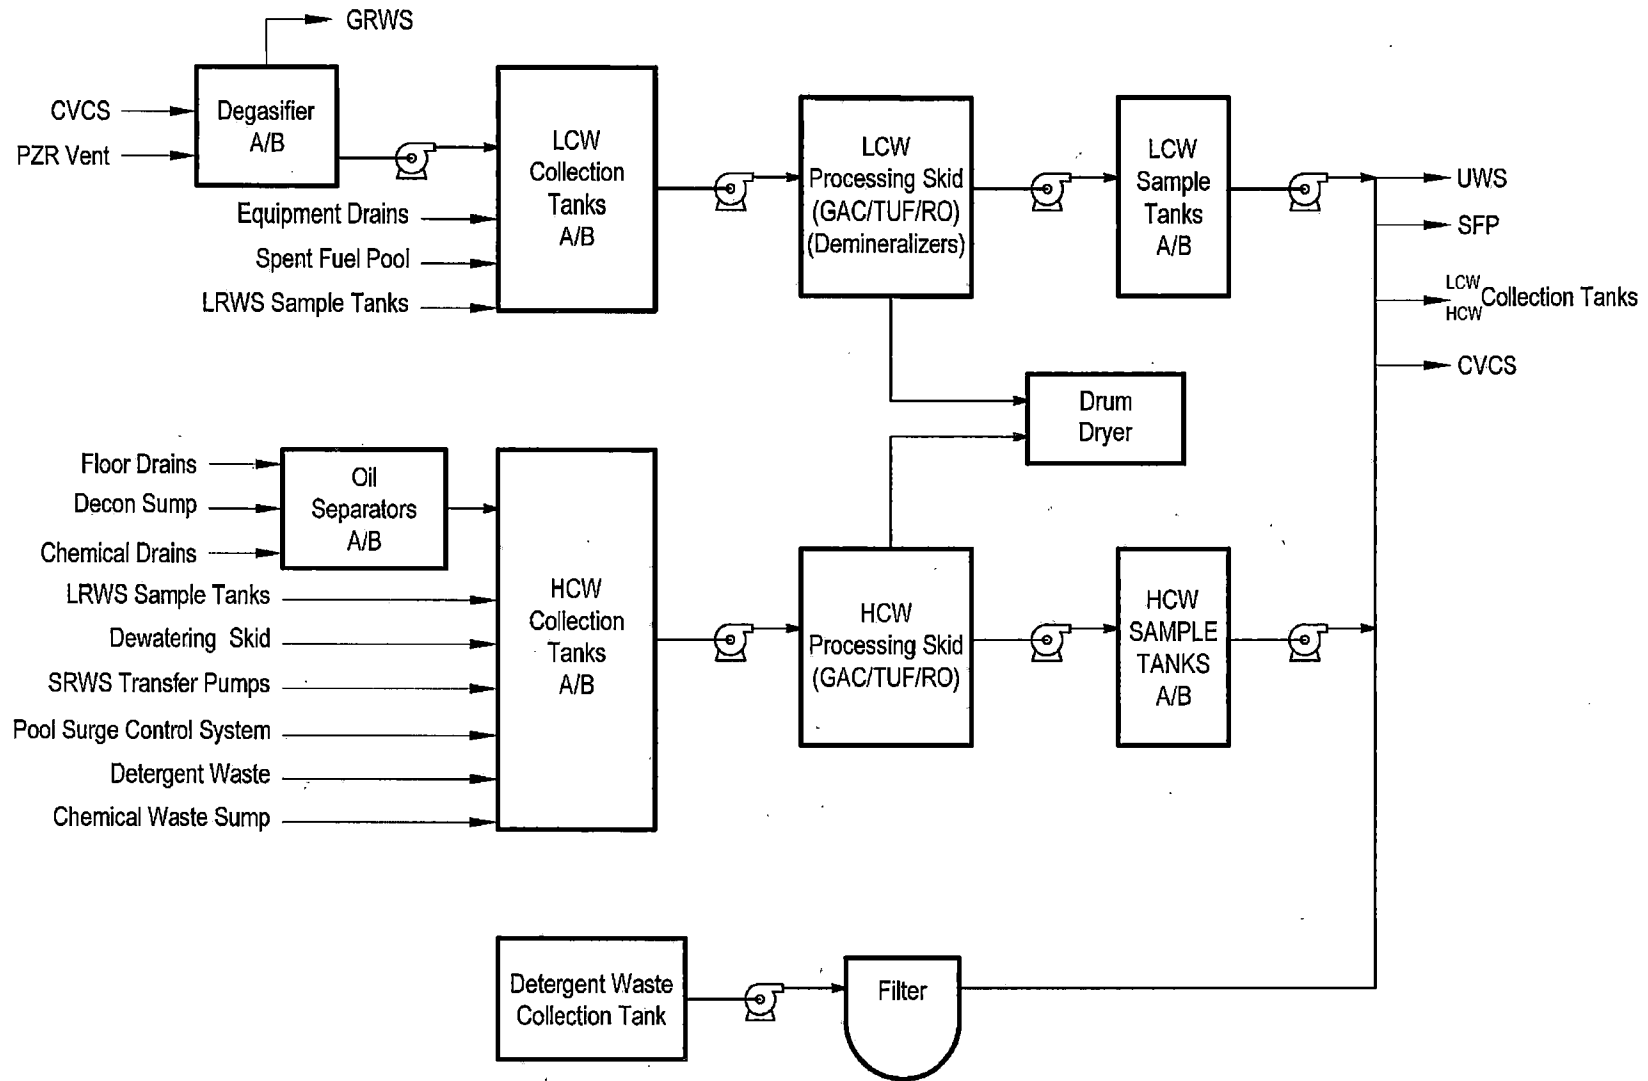 GRWS
CVCS
PZR Vent
Degasifier
A/B
Equipment Drains
Spent Fuel Pool
LRWS Sample Tanks
LCW
Collection
Tanks
A/B
LCW
Processing Skid
(GAC/TUF/RO)
(Demineralizers)
LCW
Sample
Tanks
A/B
UWS
SFP
LCW
HCW
Collection Tanks
CVCS
Drum
Dryer
Floor Drains
Decon Sump
Chemical Drains
Oil
Separators
A/B
LRWS Sample Tanks
Dewatering Skid
SRWS Transfer Pumps
Pool Surge Control System
Detergent Waste
Chemical Waste Sump
HCW
Collection
Tanks
A/B
HCW
Processing Skid
(GAC/TUF/RO)
HCW
SAMPLE
TANKS
A/B
Detergent Waste
Collection Tank
Filter